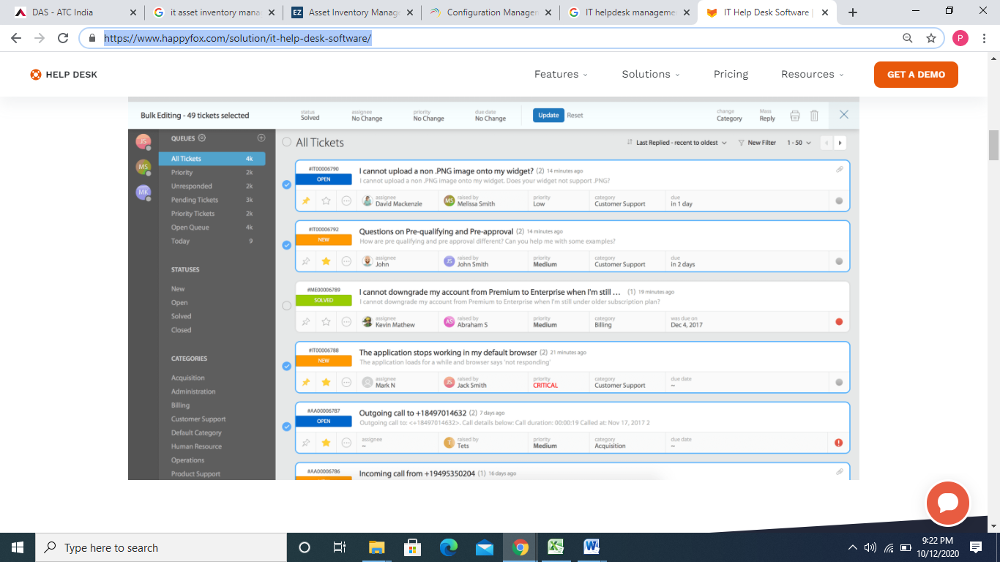 DAS - ATC India
it asset inventory mana
Asset Inventory Manage
Configuration Managem
IT helpdesk managemen
IT Help Desk Software |
https://www.happyfox.com/solution/it-help-desk-software/
P
HELP DESK
Features
Solutions
Pricing
Resources
GET A DEMO
Bulk Editing - 49 tickets selected
status
Solved
assignee
No Change
priority
No Change
due date
No Change
Update
Reset
change
Category
Mass
Reply
JS
MS
MK
QUEUES
All Tickets 4k
Priority 2k
Unresponded 2k
Pending Tickets 3k
Priority Tickets 2k
Open Queue 4k
Today 9
STATUSES
New
Open
Solved
Closed
CATEGORIES
Acquisition
Administration
Billing
Customer Support
Default Category
Human Resource
Operations
Product Support
All Tickets
Last Replied - recent to oldest
New Filter
1 - 50
#IT00006790
OPEN
I cannot upload a non .PNG image onto my widget? (2) 14 minutes ago
I cannot upload a non .PNG image onto my widget. Does your widget not support .PNG?
assignee
David Mackenzie
MS
raised by
Melissa Smith
priority
Low
category
Customer Support
due
in 1 day
#IT00006792
NEW
Questions on Pre-qualifying and Pre-approval (2) 14 minutes ago
How are pre qualifying and pre approval different? Can you help me with some examples?
assignee
John
JS
raised by
John Smith
priority
Medium
category
Customer Support
due
in 2 days
#ME00006789
SOLVED
I cannot downgrade my account from Premium to Enterprise when I'm still ... (1) 19 minutes ago
I cannot downgrade my account from Premium to Enterprise when I'm still under older subscription plan?
assignee
Kevin Mathew
AS
raised by
Abraham S
priority
Medium
category
Billing
was due on
Dec 4, 2017
#IT00006788
NEW
The application stops working in my default browser (2) 21 minutes ago
The application loads for a while and browser says 'not responding'
assignee
Mark N
JS
raised by
Jack Smith
priority
CRITICAL
category
Customer Support
due date
~
#AA00006787
OPEN
Outgoing call to +18497014632 (2) 7 days ago
Outgoing call to: <+18497014632>. Call details below: Call duration: 00:00:19 Called at: Nov 17, 2017 2
assignee
~
T
raised by
Tets
priority
Medium
category
Acquisition
due date
~
#AA00006786
Incoming call from +19495350204 (1) 16 days ago
Type here to search
9:22 PM
10/12/2020